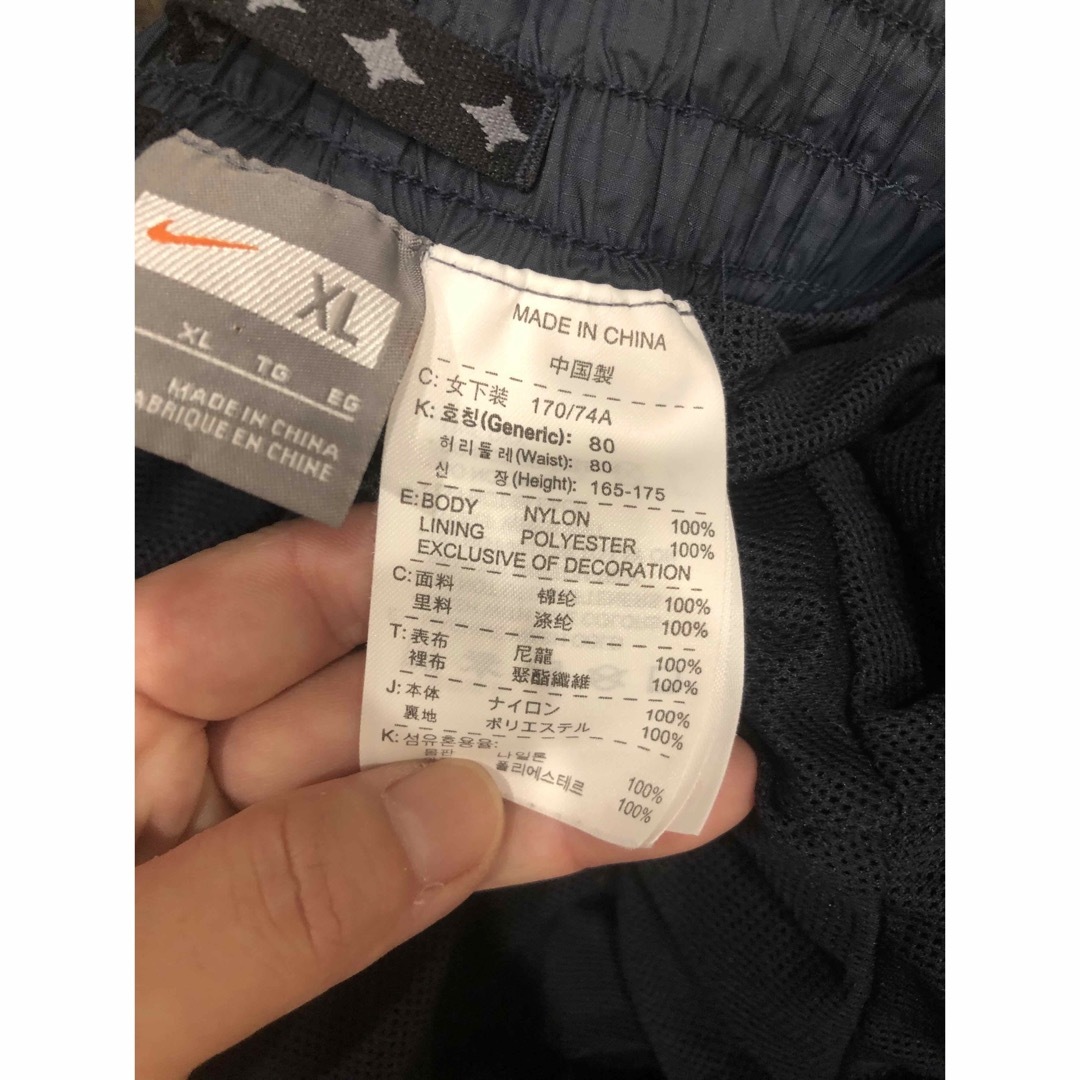 XL
XL TG EG
MADE IN CHINA
FABRIQUE EN CHINE
MADE IN CHINA
中国製
C: 女下装 170/74A
K: 호칭(Generic): 80
허리둘레(Waist): 80
신 장(Height): 165-175
E: BODY NYLON 100%
LINING POLYESTER 100%
EXCLUSIVE OF DECORATION
C: 面料 锦纶 100%
里料 涤纶 100%
T: 表布 尼龍 100%
裡布 聚酯纖維 100%
J: 本体 ナイロン 100%
裏地 ポリエステル 100%
K: 섬유혼용율:
나일론 100%
폴리에스테르 100%